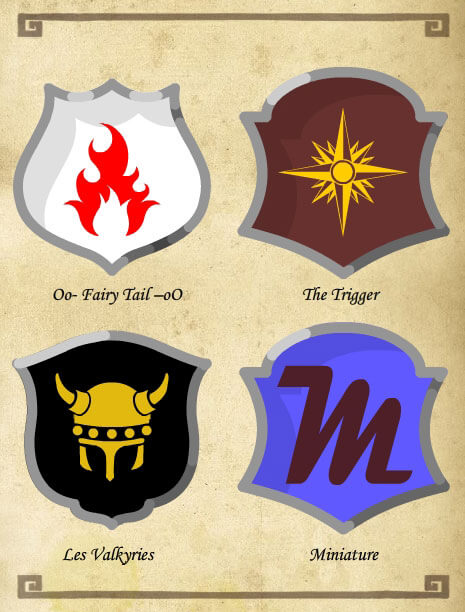 Oo- Fairy Tail –oO
The Trigger
M
Les Valkyries
Miniature